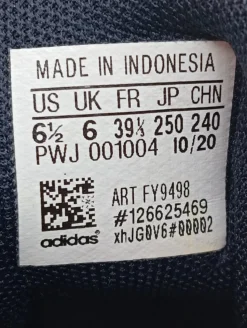 MADE IN INDONESIA
US UK FR JP CHN
6½ 6 39⅓ 250 240
PWJ 001004 10/20
ART FY9498
#126625469
adidas xhJG0V6#00002